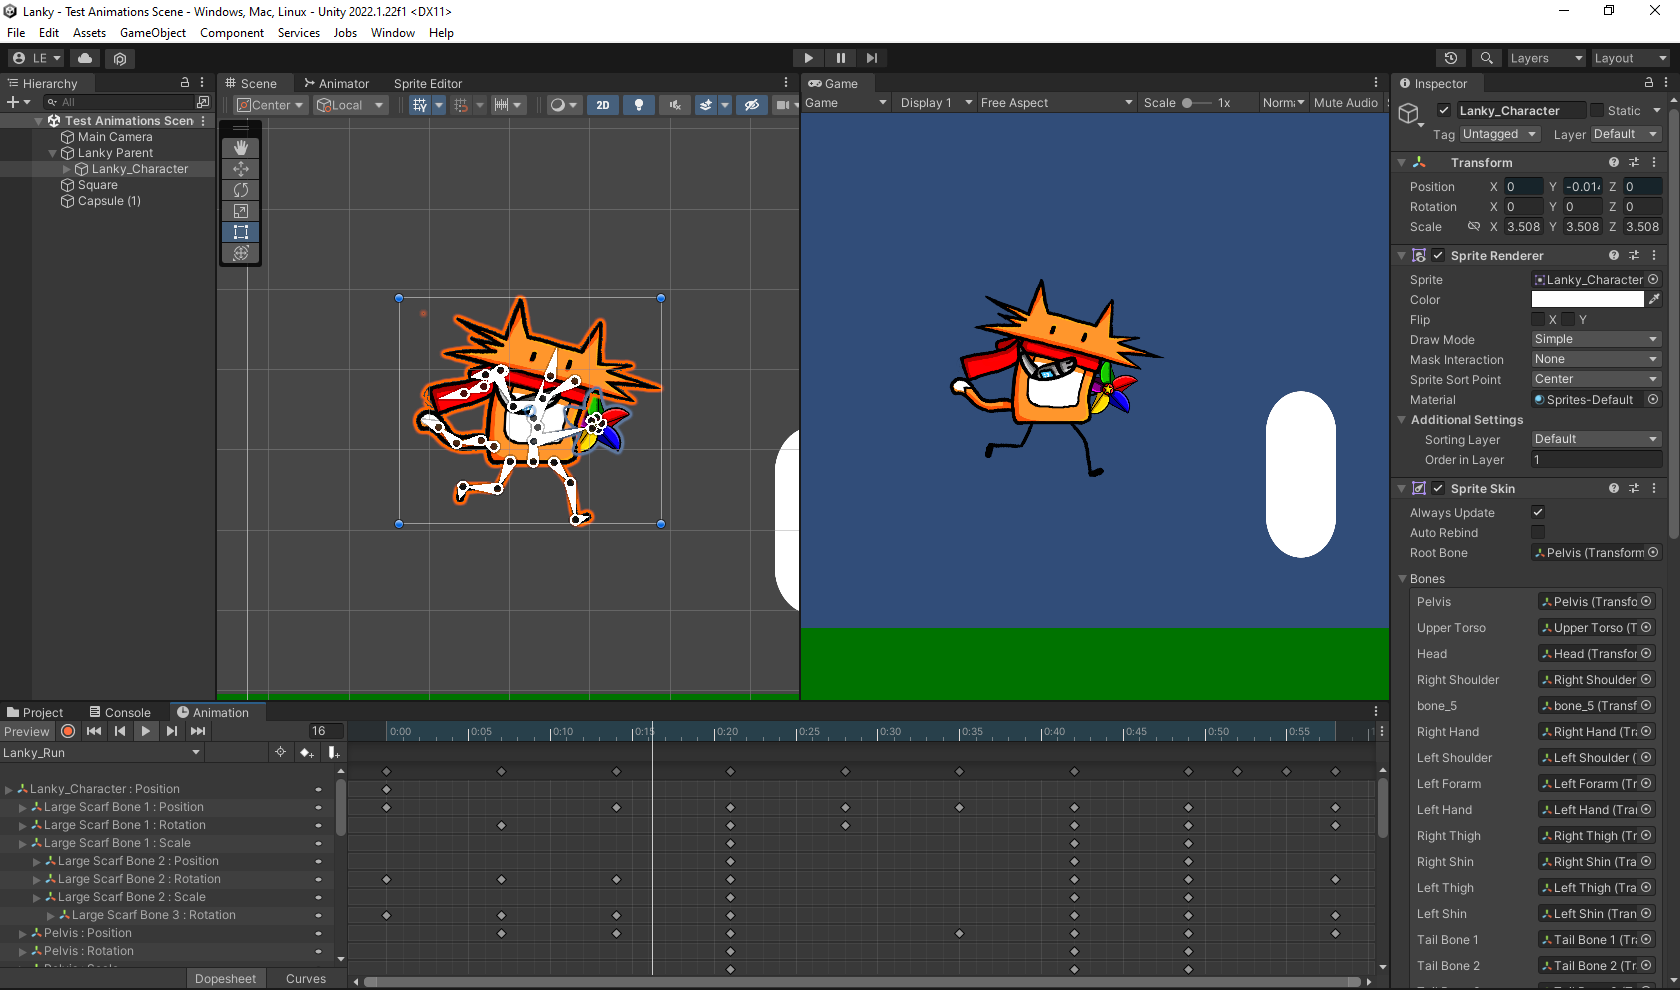 Lanky - Test Animations Scene - Windows, Mac, Linux - Unity 2022.1.22f1 <DX11>
File Edit Assets GameObject Component Services Jobs Window Help
LE
Layers Layout
Hierarchy
All
Test Animations Scen
Main Camera
Lanky Parent
Lanky_Character
Square
Capsule (1)
Scene Animator Sprite Editor
Center Local 2D
Game
Game Display 1 Free Aspect Scale 1x Norm Mute Audio
Inspector
Lanky_Character Static
Tag Untagged Layer Default
Transform
Position X 0 Y -0.014 Z 0
Rotation X 0 Y 0 Z 0
Scale X 3.508 Y 3.508 Z 3.508
Sprite Renderer
Sprite Lanky_Character
Color
Flip X Y
Draw Mode Simple
Mask Interaction None
Sprite Sort Point Center
Material Sprites-Default
Additional Settings
Sorting Layer Default
Order in Layer 1
Sprite Skin
Always Update
Auto Rebind
Root Bone Pelvis (Transform
Bones
Pelvis Pelvis (Transfo
Upper Torso Upper Torso (T
Head Head (Transfor
Right Shoulder Right Shoulder
bone_5 bone_5 (Transf
Right Hand Right Hand (Tra
Left Shoulder Left Shoulder (
Left Forarm Left Forarm (Tr
Left Hand Left Hand (Tran
Right Thigh Right Thigh (Tr
Right Shin Right Shin (Tra
Left Thigh Left Thigh (Tra
Left Shin Left Shin (Tran
Tail Bone 1 Tail Bone 1 (Tra
Tail Bone 2 Tail Bone 2 (Tra
Project Console Animation
Preview 16
0:00 0:05 0:10 0:15 0:20 0:25 0:30 0:35 0:40 0:45 0:50 0:55
Lanky_Run
Lanky_Character : Position
Large Scarf Bone 1 : Position
Large Scarf Bone 1 : Rotation
Large Scarf Bone 1 : Scale
Large Scarf Bone 2 : Position
Large Scarf Bone 2 : Rotation
Large Scarf Bone 2 : Scale
Large Scarf Bone 3 : Rotation
Pelvis : Position
Pelvis : Rotation
Dopesheet Curves